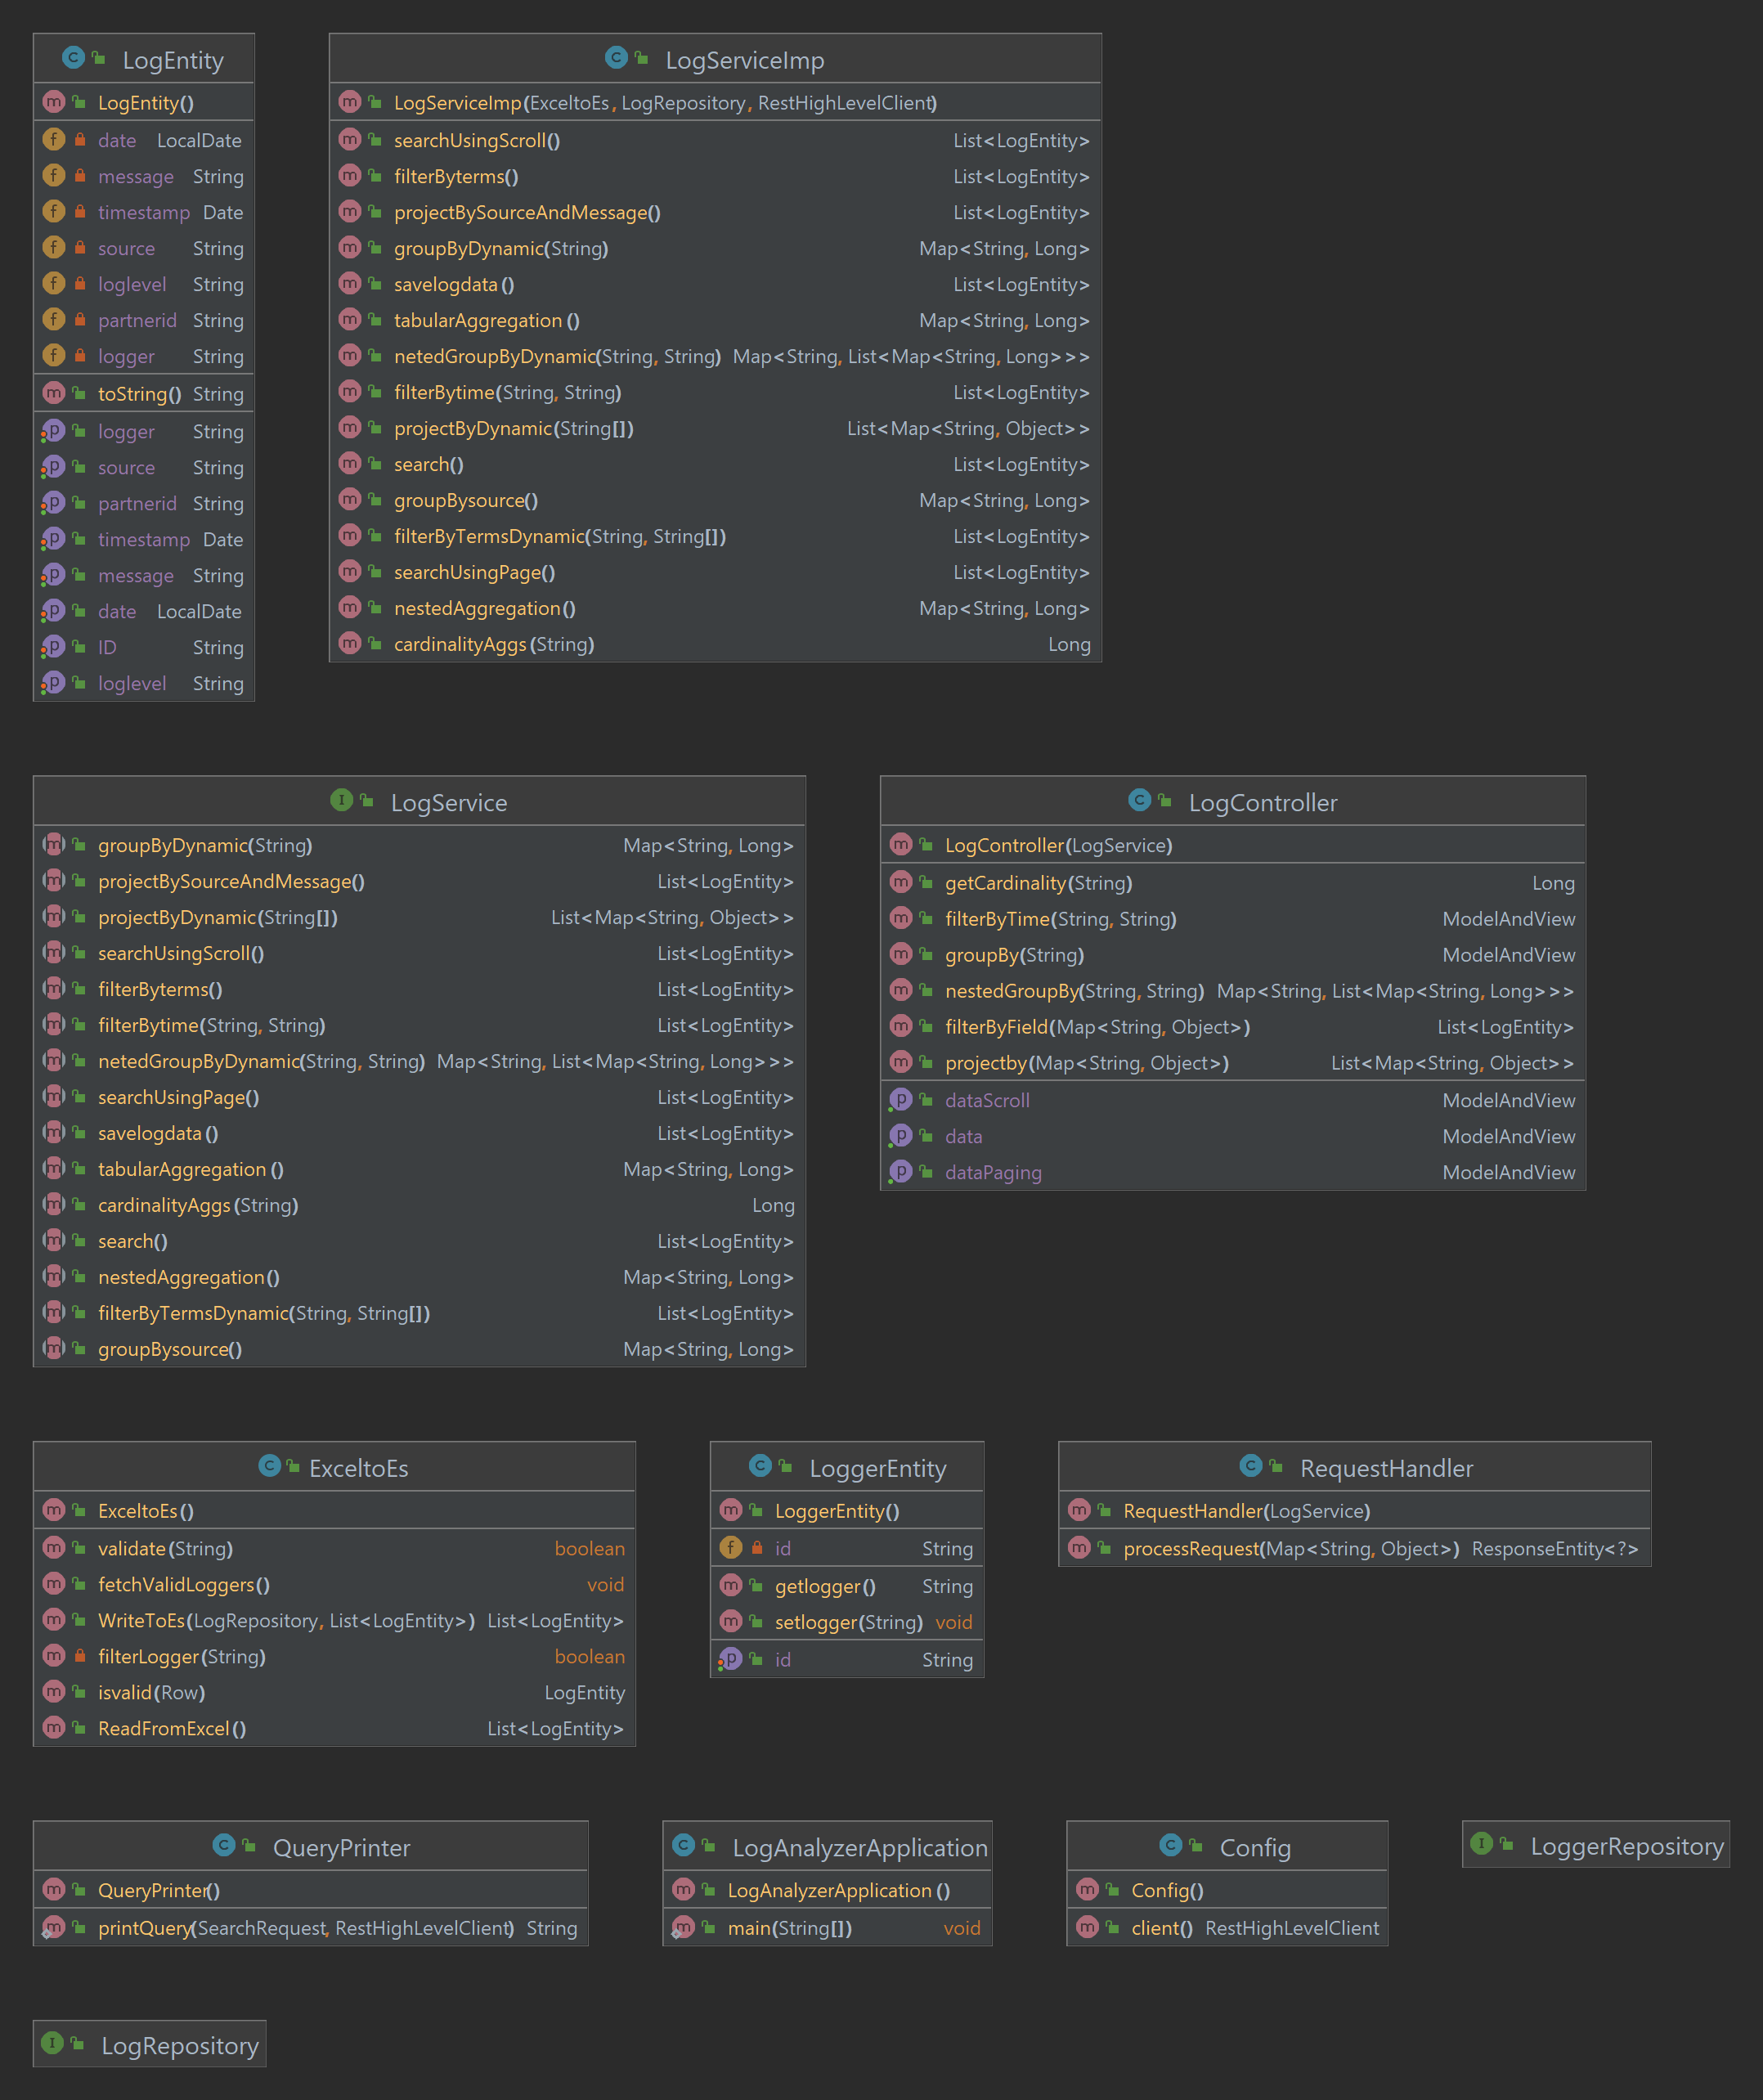 LogEntity
LogEntity()
date LocalDate
message String
timestamp Date
source String
loglevel String
partnerid String
logger String
toString() String
logger String
source String
partnerid String
timestamp Date
message String
date LocalDate
ID String
loglevel String
LogServiceImp
LogServiceImp(ExceltoEs, LogRepository, RestHighLevelClient)
searchUsingScroll() List<LogEntity>
filterByterms() List<LogEntity>
projectBySourceAndMessage() List<LogEntity>
groupByDynamic(String) Map<String, Long>
savelogdata() List<LogEntity>
tabularAggregation() Map<String, Long>
netedGroupByDynamic(String, String) Map<String, List<Map<String, Long>>>
filterBytime(String, String) List<LogEntity>
projectByDynamic(String[]) List<Map<String, Object>>
search() List<LogEntity>
groupBysource() Map<String, Long>
filterByTermsDynamic(String, String[]) List<LogEntity>
searchUsingPage() List<LogEntity>
nestedAggregation() Map<String, Long>
cardinalityAggs(String) Long
LogService
groupByDynamic(String) Map<String, Long>
projectBySourceAndMessage() List<LogEntity>
projectByDynamic(String[]) List<Map<String, Object>>
searchUsingScroll() List<LogEntity>
filterByterms() List<LogEntity>
filterBytime(String, String) List<LogEntity>
netedGroupByDynamic(String, String) Map<String, List<Map<String, Long>>>
searchUsingPage() List<LogEntity>
savelogdata() List<LogEntity>
tabularAggregation() Map<String, Long>
cardinalityAggs(String) Long
search() List<LogEntity>
nestedAggregation() Map<String, Long>
filterByTermsDynamic(String, String[]) List<LogEntity>
groupBysource() Map<String, Long>
LogController
LogController(LogService)
getCardinality(String) Long
filterByTime(String, String) ModelAndView
groupBy(String) ModelAndView
nestedGroupBy(String, String) Map<String, List<Map<String, Long>>>
filterByField(Map<String, Object>) List<LogEntity>
projectby(Map<String, Object>) List<Map<String, Object>>
dataScroll ModelAndView
data ModelAndView
dataPaging ModelAndView
ExceltoEs
ExceltoEs()
validate(String) boolean
fetchValidLoggers() void
WriteToEs(LogRepository, List<LogEntity>) List<LogEntity>
filterLogger(String) boolean
isvalid(Row) LogEntity
ReadFromExcel() List<LogEntity>
LoggerEntity
LoggerEntity()
id String
getlogger() String
setlogger(String) void
id String
RequestHandler
RequestHandler(LogService)
processRequest(Map<String, Object>) ResponseEntity<?>
QueryPrinter
QueryPrinter()
printQuery(SearchRequest, RestHighLevelClient) String
LogAnalyzerApplication
LogAnalyzerApplication()
main(String[]) void
Config
Config()
client() RestHighLevelClient
LoggerRepository
LogRepository